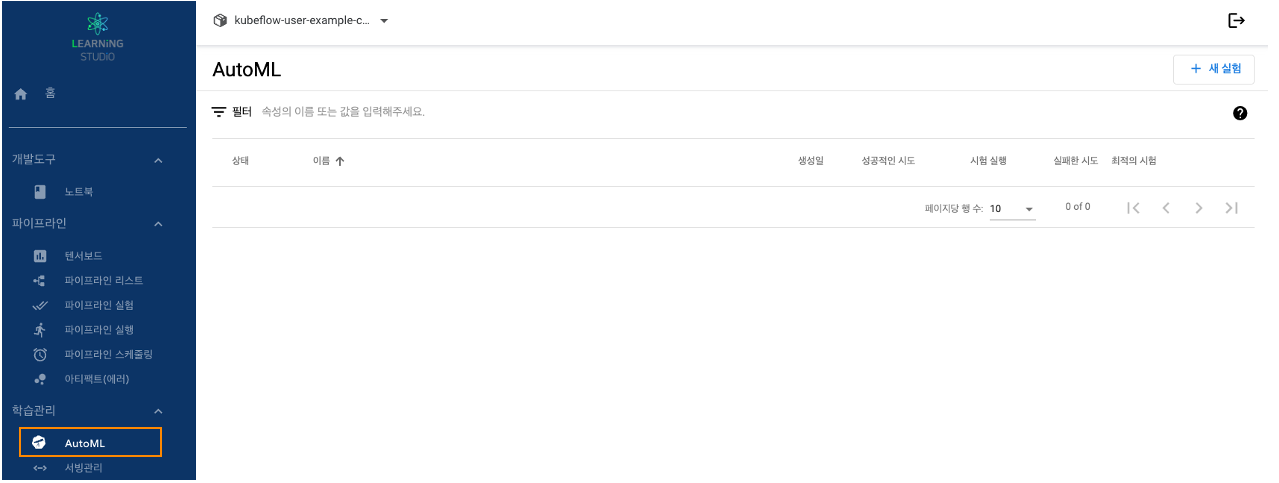 LEARNiNG
STUDiO
홈
개발도구
노트북
파이프라인
텐서보드
파이프라인 리스트
파이프라인 실험
파이프라인 실행
파이프라인 스케줄링
아티팩트(에러)
학습관리
AutoML
서빙관리
kubeflow-user-example-c...
AutoML
+ 새 실험
필터 속성의 이름 또는 값을 입력해주세요.
상태 이름 생성일 성공적인 시도 시험 실행 실패한 시도 최적의 시험
페이지당 행 수: 10 0 of 0